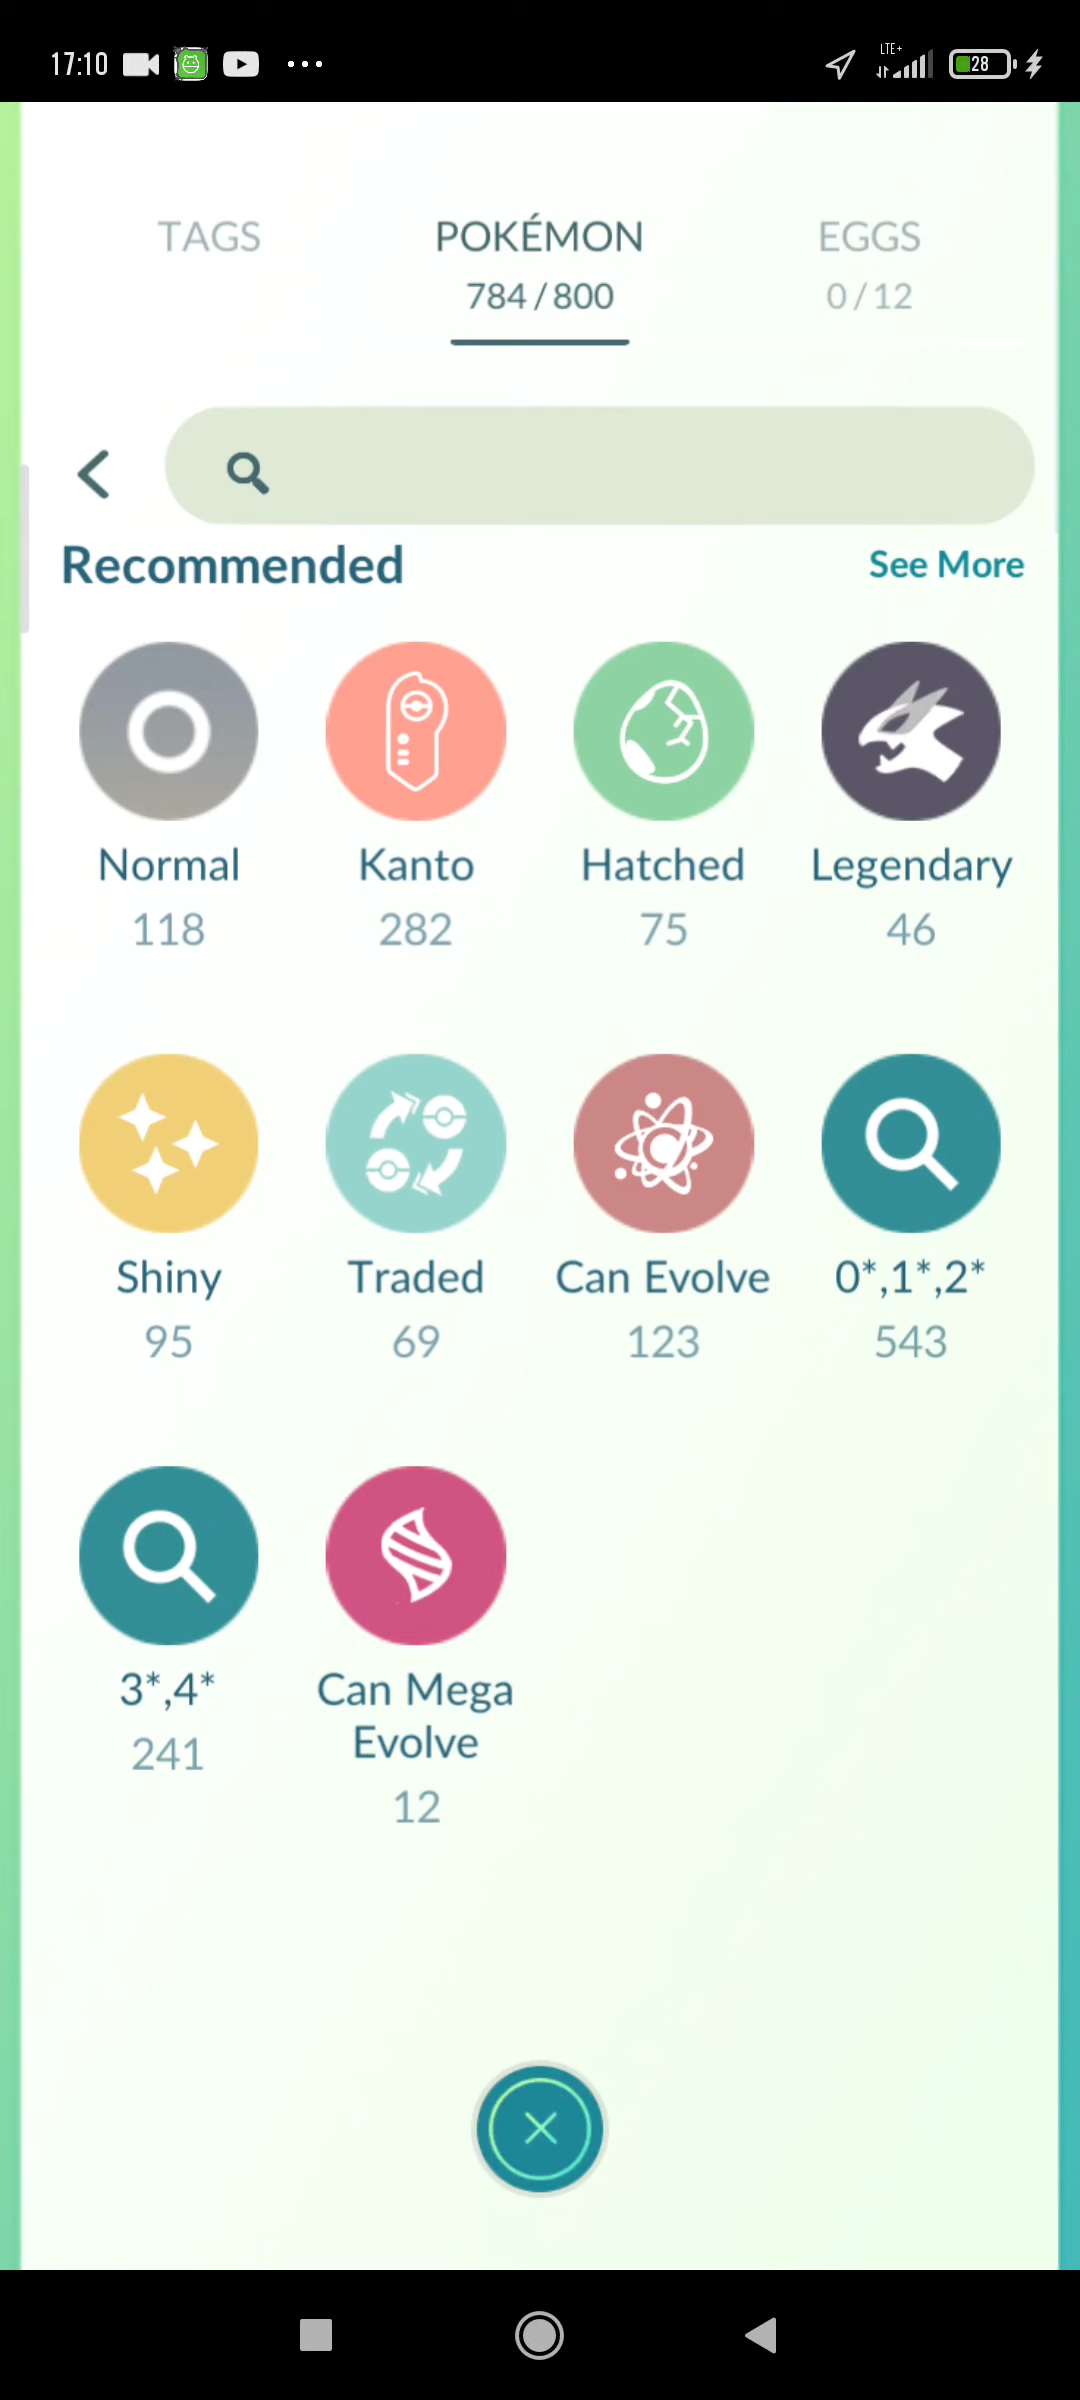 17:10
LTE+
28
TAGS
POKÉMON
EGGS
784 / 800
0 / 12
Recommended
See More
Normal
Kanto
Hatched
Legendary
118
282
75
46
Shiny
Traded
Can Evolve
0*,1*,2*
95
69
123
543
3*,4*
Can Mega
Evolve
241
12